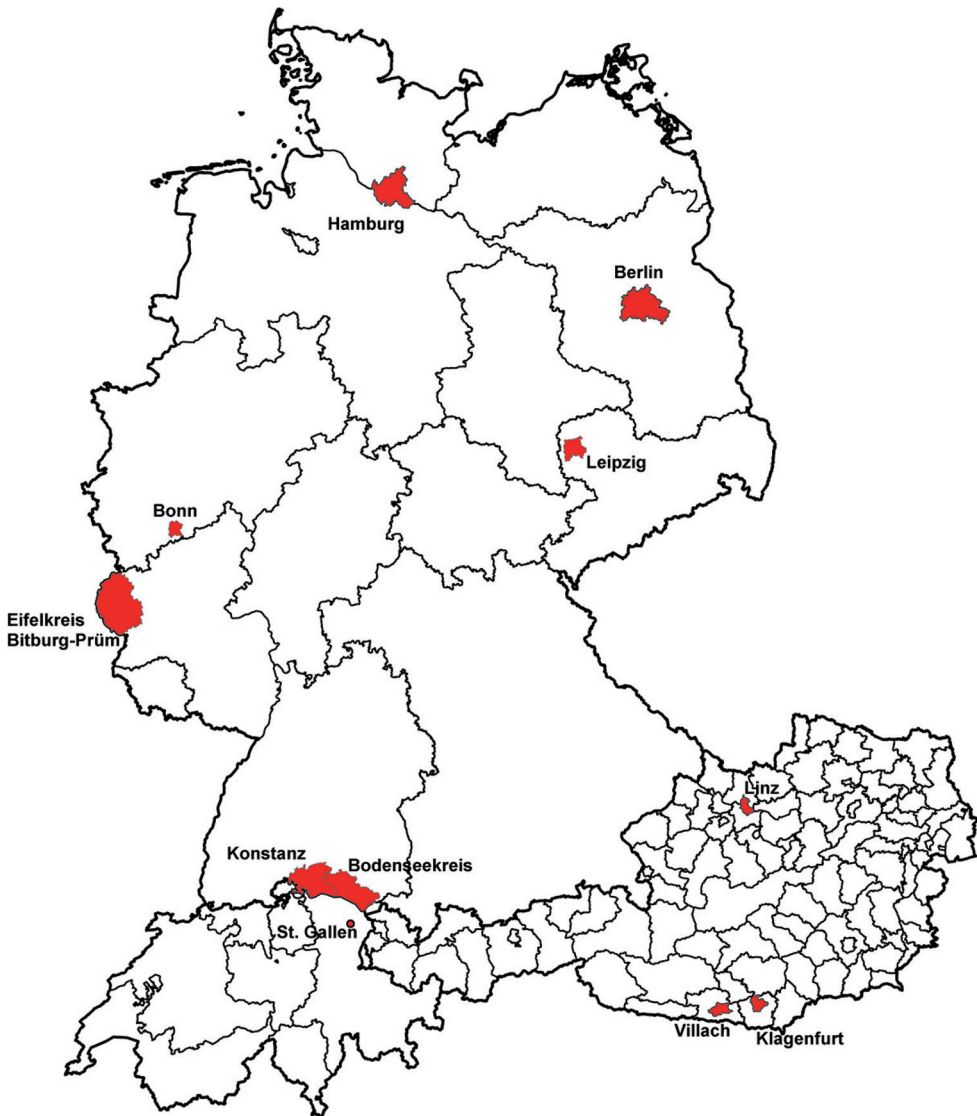 Hamburg
Berlin
Leipzig
Bonn
Eifelkreis
Bitburg-Prüm
Linz
Konstanz
Bodenseekreis
St. Gallen
Villach
Klagenfurt